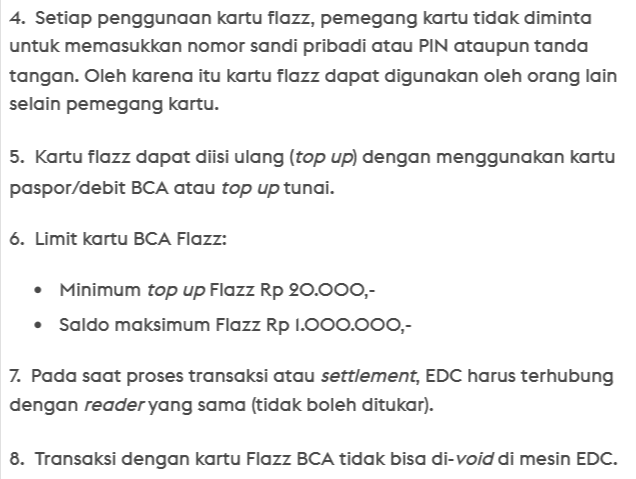 4. Setiap penggunaan kartu flazz, pemegang kartu tidak diminta
untuk memasukkan nomor sandi pribadi atau PIN ataupun tanda
tangan. Oleh karena itu kartu flazz dapat digunakan oleh orang lain
selain pemegang kartu.
5. Kartu flazz dapat diisi ulang (top up) dengan menggunakan kartu
paspor/debit BCA atau top up tunai.
6. Limit kartu BCA Flazz:
• Minimum top up Flazz Rp 20.000,-
• Saldo maksimum Flazz Rp 1.000.000,-
7. Pada saat proses transaksi atau settlement, EDC harus terhubung
dengan reader yang sama (tidak boleh ditukar).
8. Transaksi dengan kartu Flazz BCA tidak bisa di-void di mesin EDC.